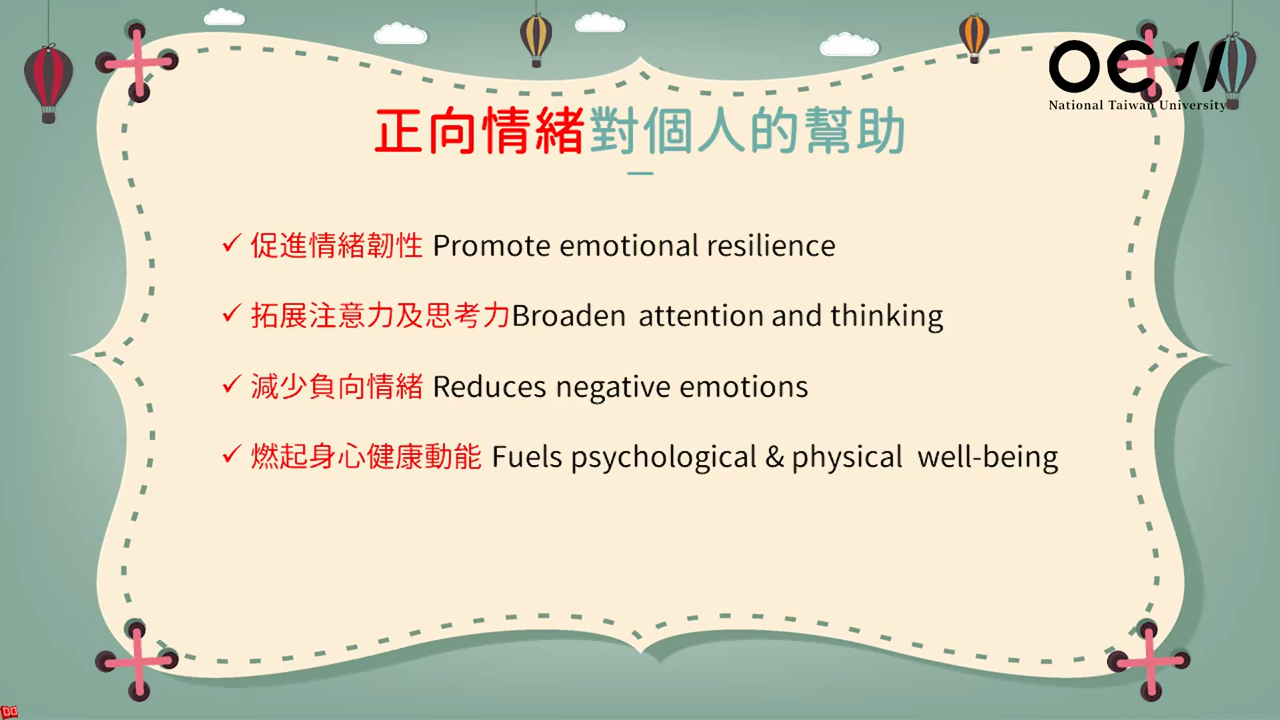 National Taiwan University
正向情緒對個人的幫助
✓ 促進情緒韌性 Promote emotional resilience
✓ 拓展注意力及思考力Broaden attention and thinking
✓ 減少負向情緒 Reduces negative emotions
✓ 燃起身心健康動能 Fuels psychological & physical well-being